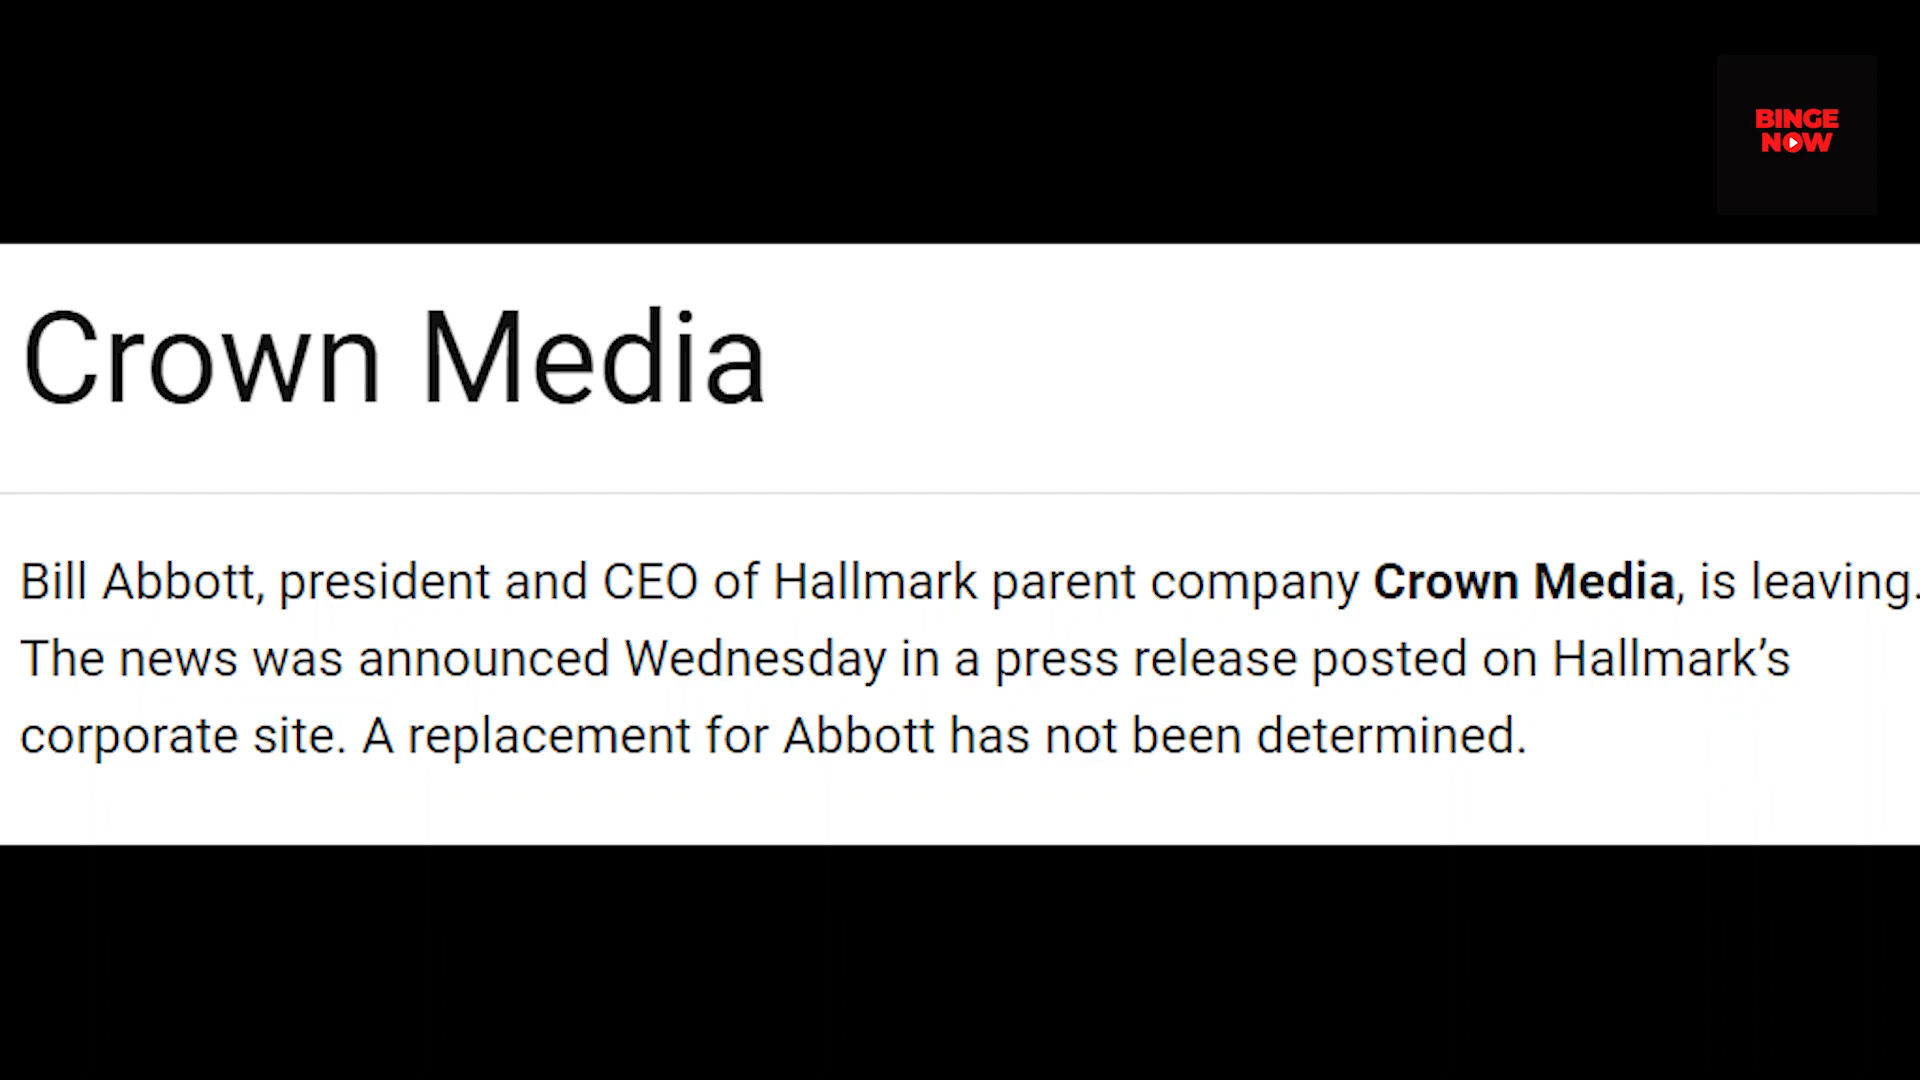 BINGE
NOW
Crown Media
Bill Abbott, president and CEO of Hallmark parent company Crown Media, is leaving.
The news was announced Wednesday in a press release posted on Hallmark’s
corporate site. A replacement for Abbott has not been determined.